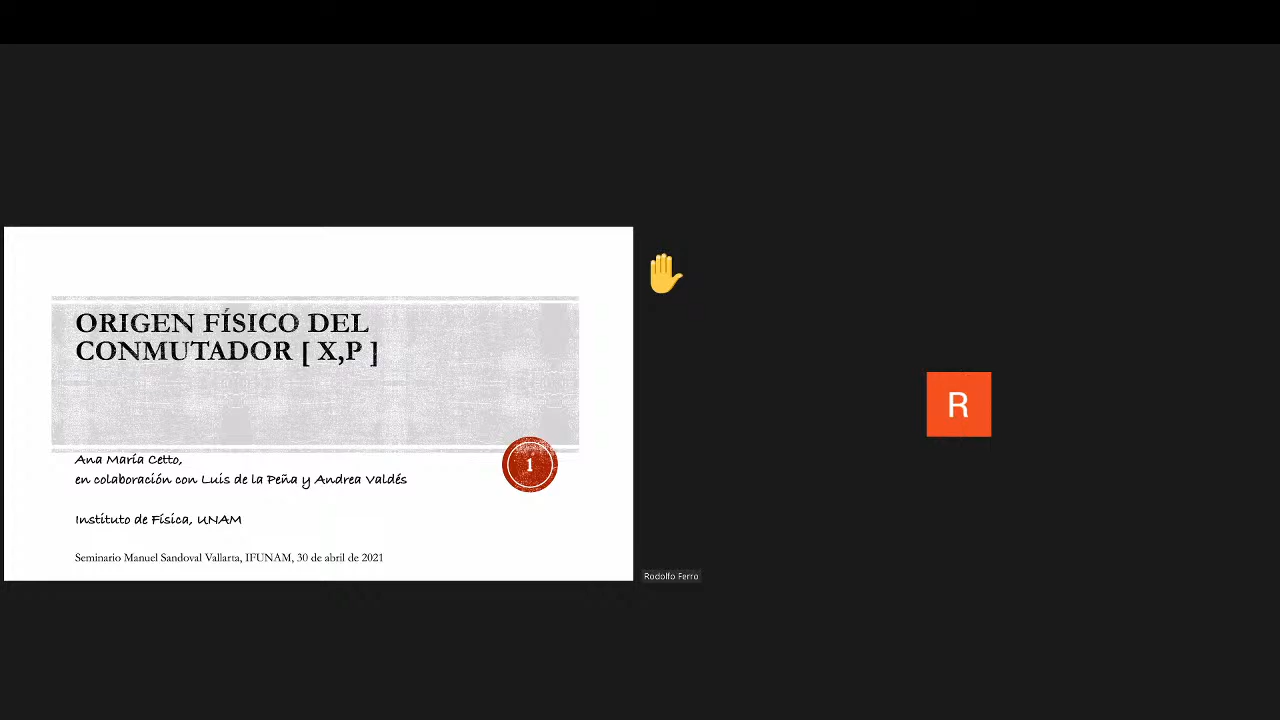 ORIGEN FÍSICO DEL
CONMUTADOR [ X,P ]
Ana María Cetto,
en colaboración con Luis de la Peña y Andrea Valdés
1
Instituto de Física, UNAM
Seminario Manuel Sandoval Vallarta, IFUNAM, 30 de abril de 2021
R
Rodolfo Ferro